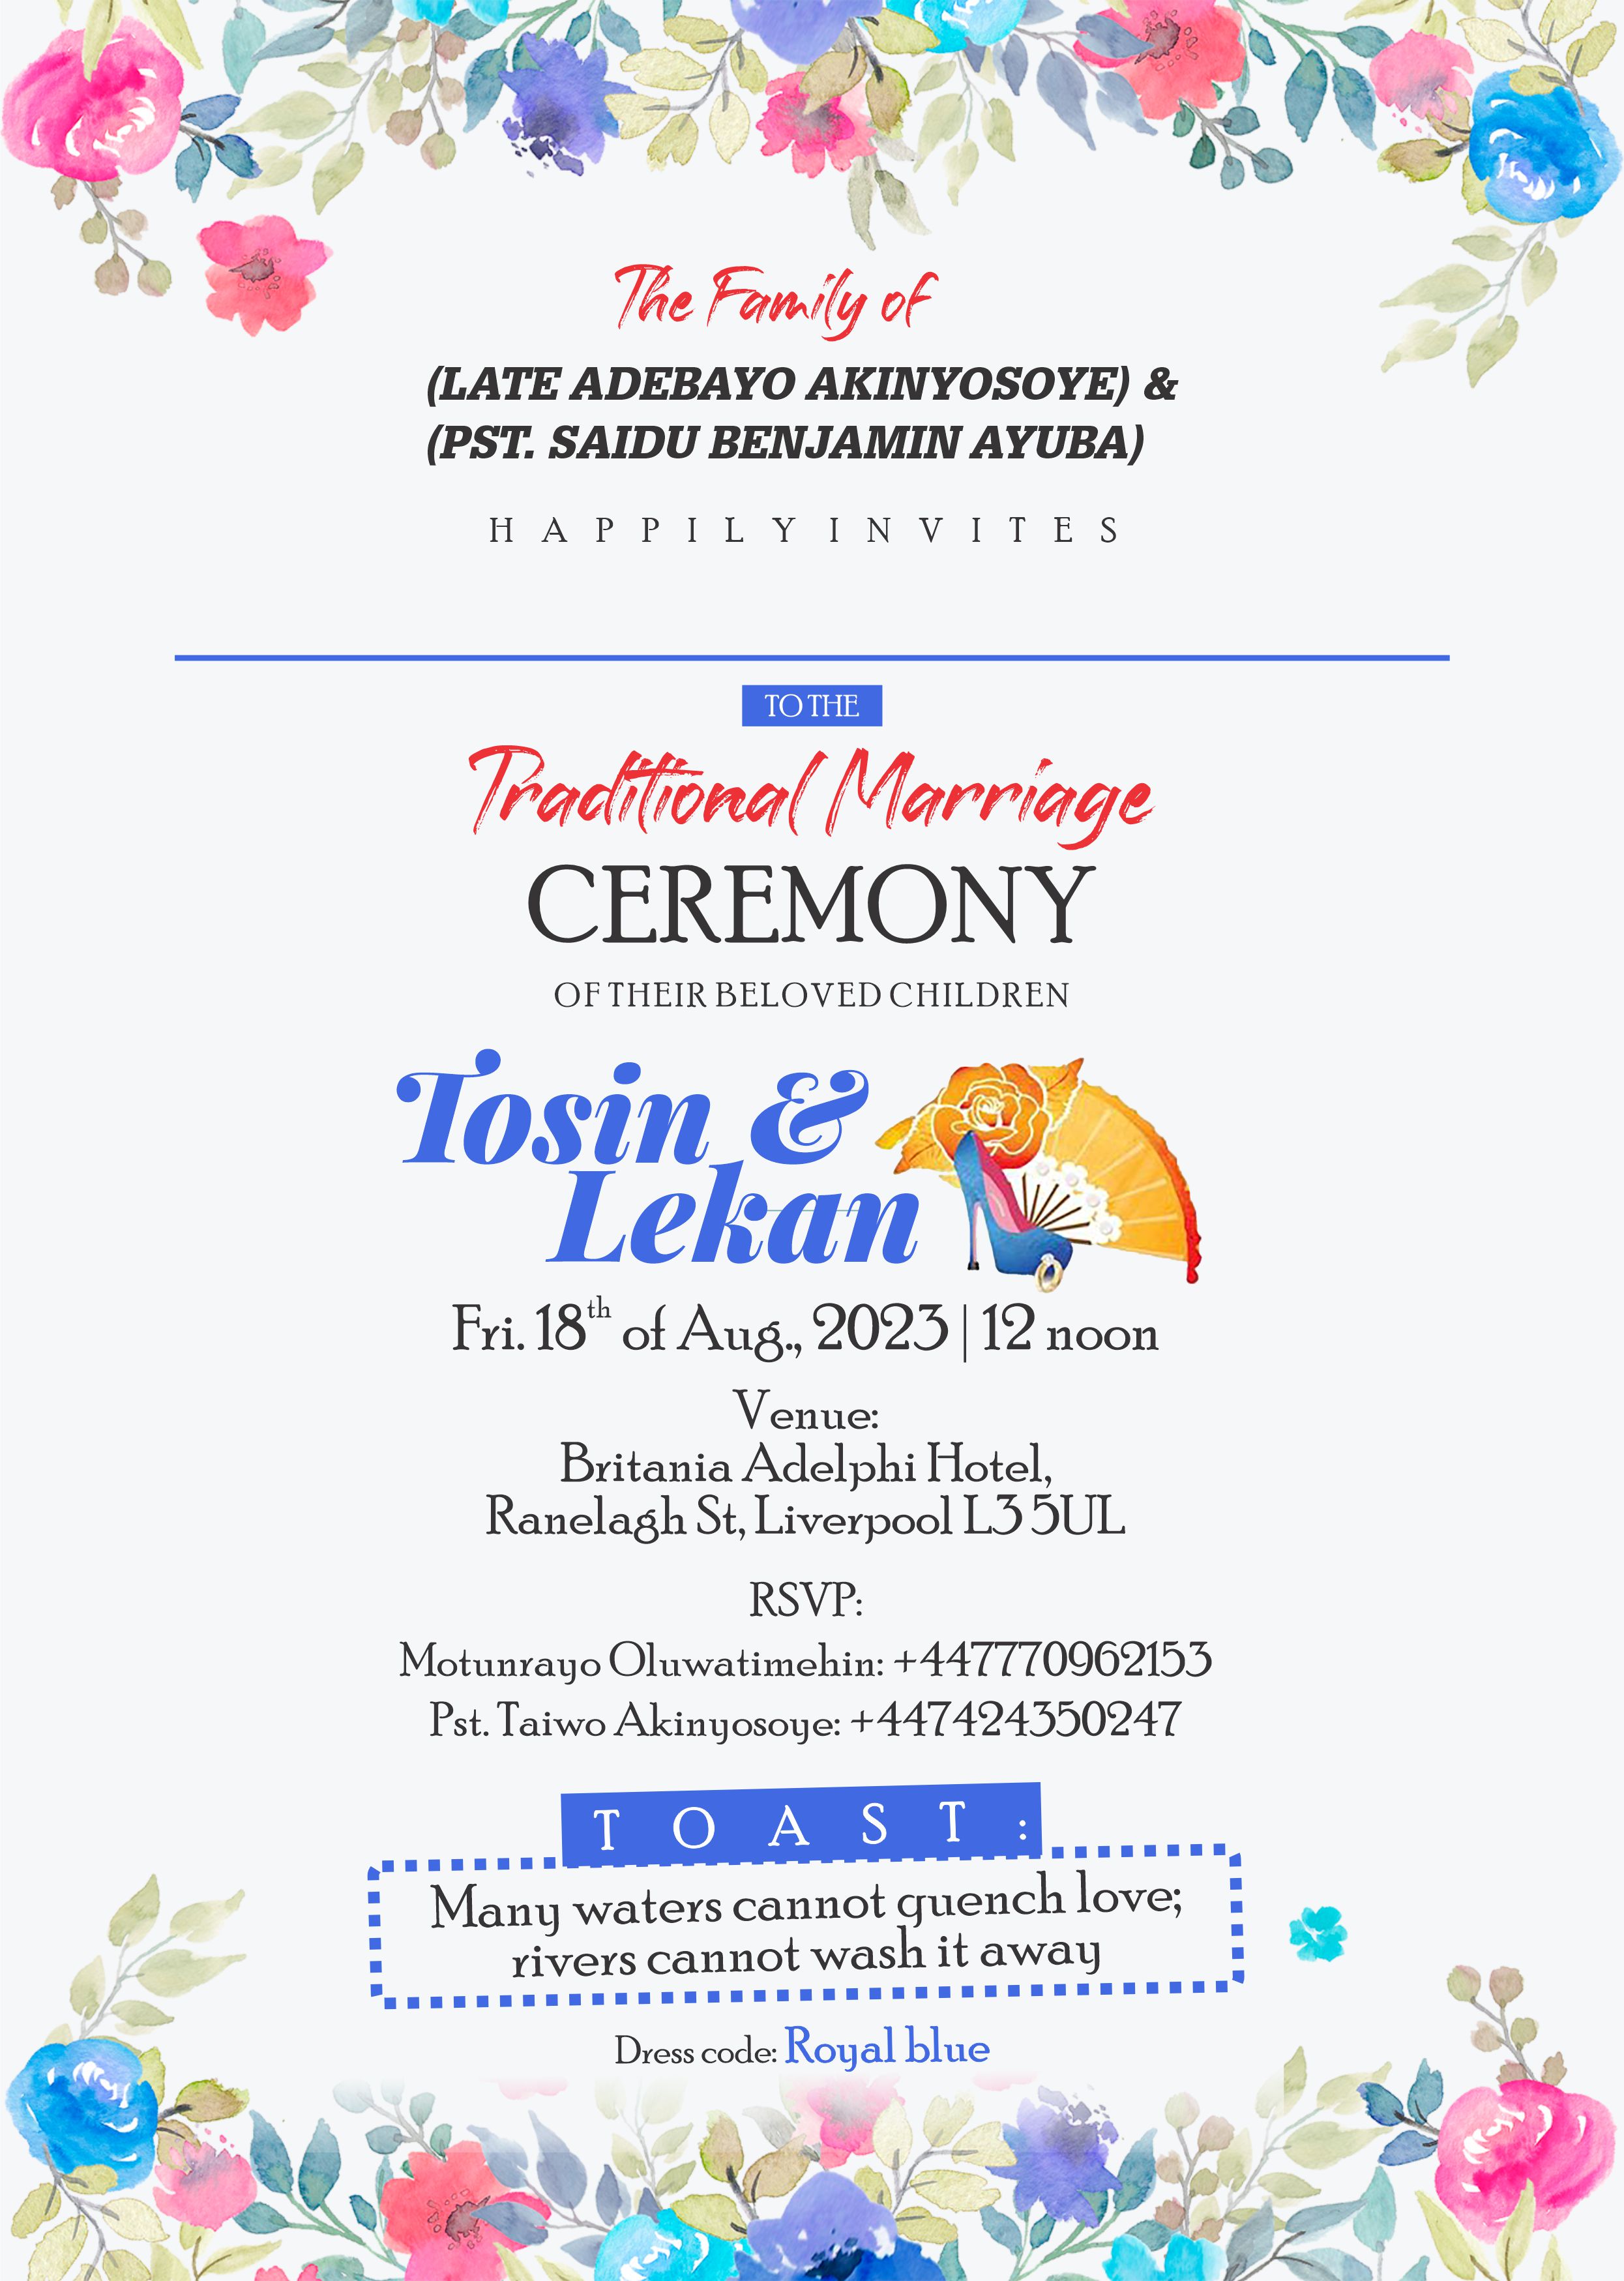 The Family of
(LATE ADEBAYO AKINYOSOYE) &
(PST. SAIDU BENJAMIN AYUBA)
HAPPILY INVITES
TO THE
Traditional Marriage
CEREMONY
OF THEIR BELOVED CHILDREN
Tosin &
Lekan
Fri. 18th of Aug., 2023 | 12 noon
Venue:
Britania Adelphi Hotel,
Ranelagh St, Liverpool L3 5UL
RSVP:
Motunrayo Oluwatimehin: +447770962153
Pst. Taiwo Akinyosoye: +447424350247
TOAST:
Many waters cannot quench love;
rivers cannot wash it away
Dress code: Royal blue